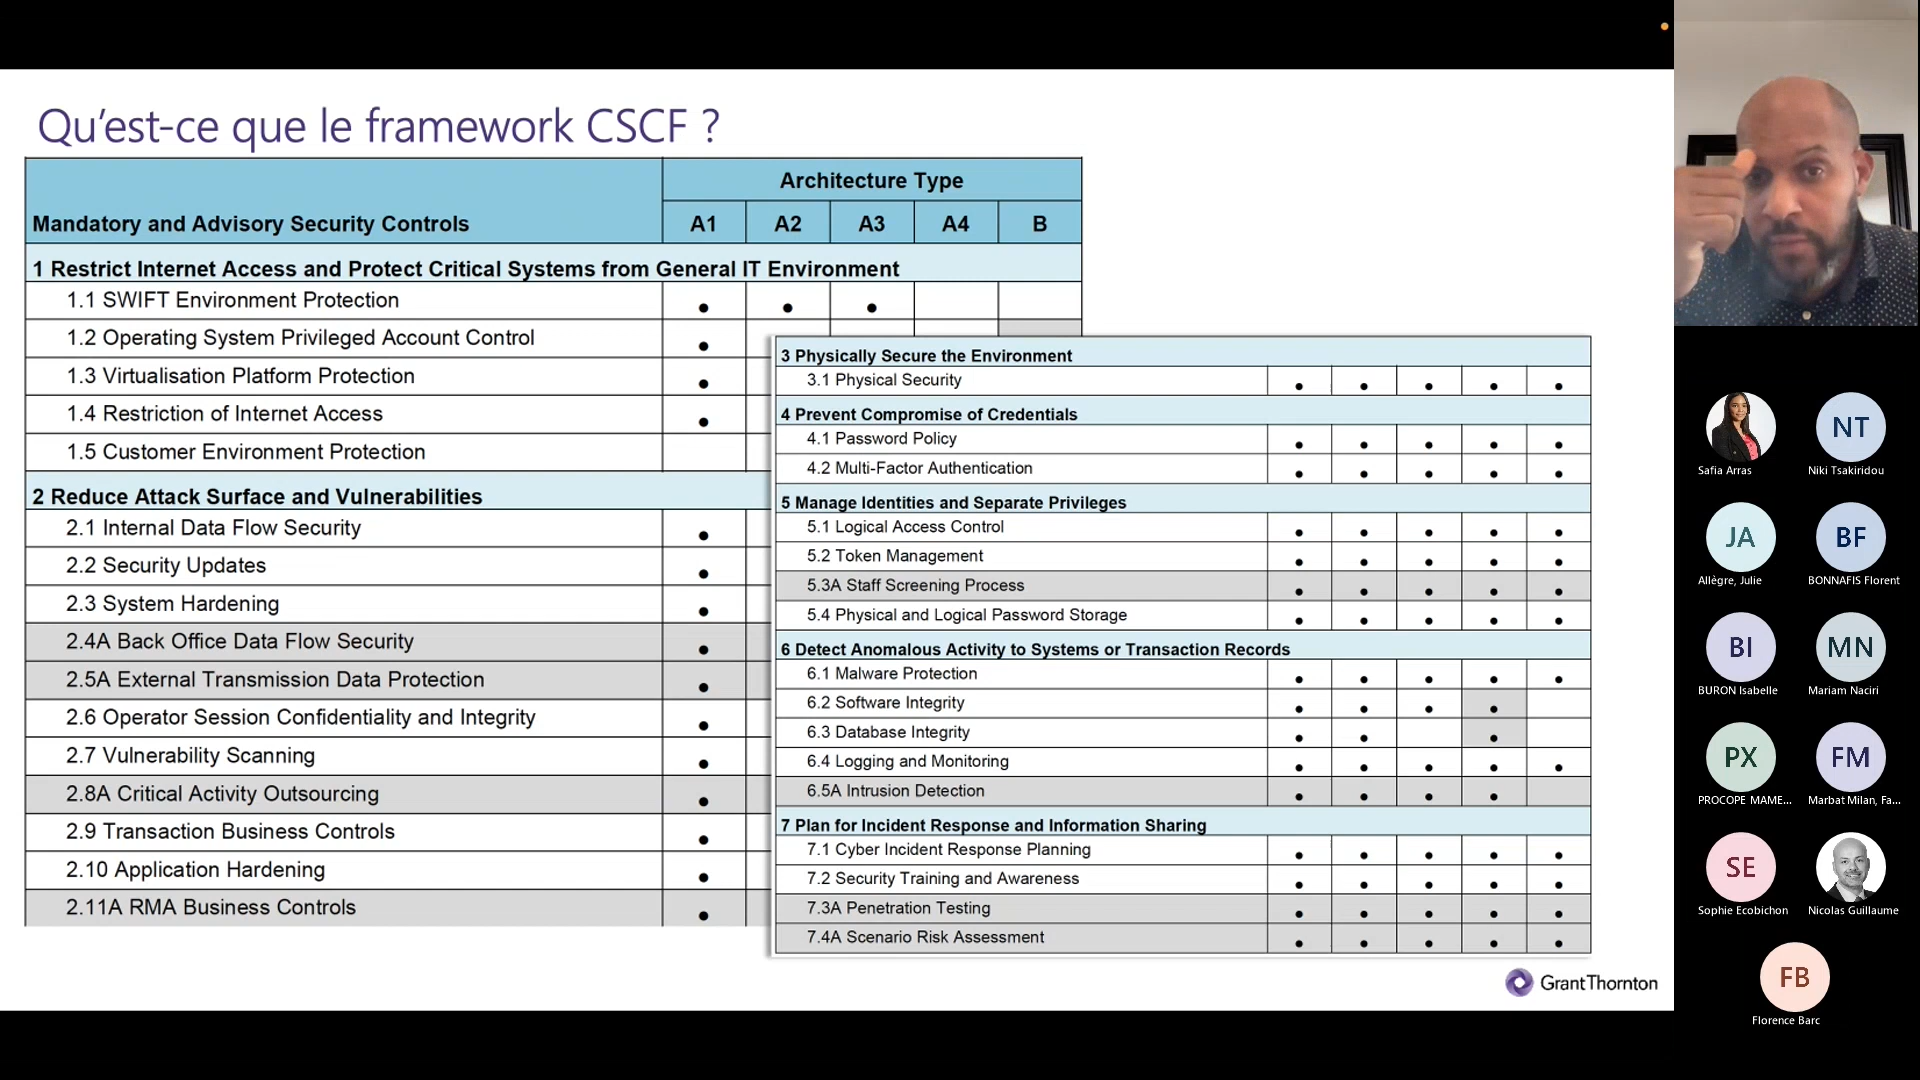 Qu'est-ce que le framework CSCF ?
Mandatory and Advisory Security Controls
Architecture Type
A1 A2 A3 A4 B
1 Restrict Internet Access and Protect Critical Systems from General IT Environment
1.1 SWIFT Environment Protection
1.2 Operating System Privileged Account Control
1.3 Virtualisation Platform Protection
1.4 Restriction of Internet Access
1.5 Customer Environment Protection
2 Reduce Attack Surface and Vulnerabilities
2.1 Internal Data Flow Security
2.2 Security Updates
2.3 System Hardening
2.4A Back Office Data Flow Security
2.5A External Transmission Data Protection
2.6 Operator Session Confidentiality and Integrity
2.7 Vulnerability Scanning
2.8A Critical Activity Outsourcing
2.9 Transaction Business Controls
2.10 Application Hardening
2.11A RMA Business Controls
3 Physically Secure the Environment
3.1 Physical Security
4 Prevent Compromise of Credentials
4.1 Password Policy
4.2 Multi-Factor Authentication
5 Manage Identities and Separate Privileges
5.1 Logical Access Control
5.2 Token Management
5.3A Staff Screening Process
5.4 Physical and Logical Password Storage
6 Detect Anomalous Activity to Systems or Transaction Records
6.1 Malware Protection
6.2 Software Integrity
6.3 Database Integrity
6.4 Logging and Monitoring
6.5A Intrusion Detection
7 Plan for Incident Response and Information Sharing
7.1 Cyber Incident Response Planning
7.2 Security Training and Awareness
7.3A Penetration Testing
7.4A Scenario Risk Assessment
GrantThornton
Safia Arras
NT
Niki Tsakiridou
JA
Allègre, Julie
BF
BONNAFIS Florent
BI
BURON Isabelle
MN
Mariam Naciri
PX
PROCOPE MAME...
FM
Marbat Milan, Fa...
SE
Sophie Ecobichon
Nicolas Guillaume
FB
Florence Barc